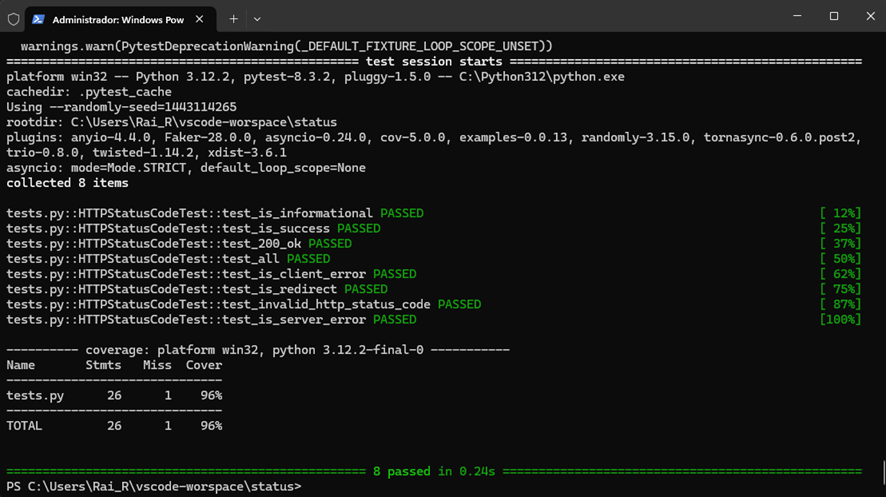 Administrador: Windows Pow
warnings.warn(PytestDeprecationWarning(_DEFAULT_FIXTURE_LOOP_SCOPE_UNSET))
================================================= test session starts ==================================================
platform win32 -- Python 3.12.2, pytest-8.3.2, pluggy-1.5.0 -- C:\Python312\python.exe
cachedir: .pytest_cache
Using --randomly-seed=1443114265
rootdir: C:\Users\Rai_R\vscode-worspace\status
plugins: anyio-4.4.0, Faker-28.0.0, asyncio-0.24.0, cov-5.0.0, examples-0.0.13, randomly-3.15.0, tornasync-0.6.0.post2,
trio-0.8.0, twisted-1.14.2, xdist-3.6.1
asyncio: mode=Mode.STRICT, default_loop_scope=None
collected 8 items
tests.py::HTTPStatusCodeTest::test_is_informational PASSED [ 12%]
tests.py::HTTPStatusCodeTest::test_is_success PASSED [ 25%]
tests.py::HTTPStatusCodeTest::test_200_ok PASSED [ 37%]
tests.py::HTTPStatusCodeTest::test_all PASSED [ 50%]
tests.py::HTTPStatusCodeTest::test_is_client_error PASSED [ 62%]
tests.py::HTTPStatusCodeTest::test_is_redirect PASSED [ 75%]
tests.py::HTTPStatusCodeTest::test_invalid_http_status_code PASSED [ 87%]
tests.py::HTTPStatusCodeTest::test_is_server_error PASSED [100%]
---------- coverage: platform win32, python 3.12.2-final-0 -----------
Name Stmts Miss Cover
------------------------------
tests.py 26 1 96%
------------------------------
TOTAL 26 1 96%
================================================== 8 passed in 0.24s ==================================================
PS C:\Users\Rai_R\vscode-worspace\status>